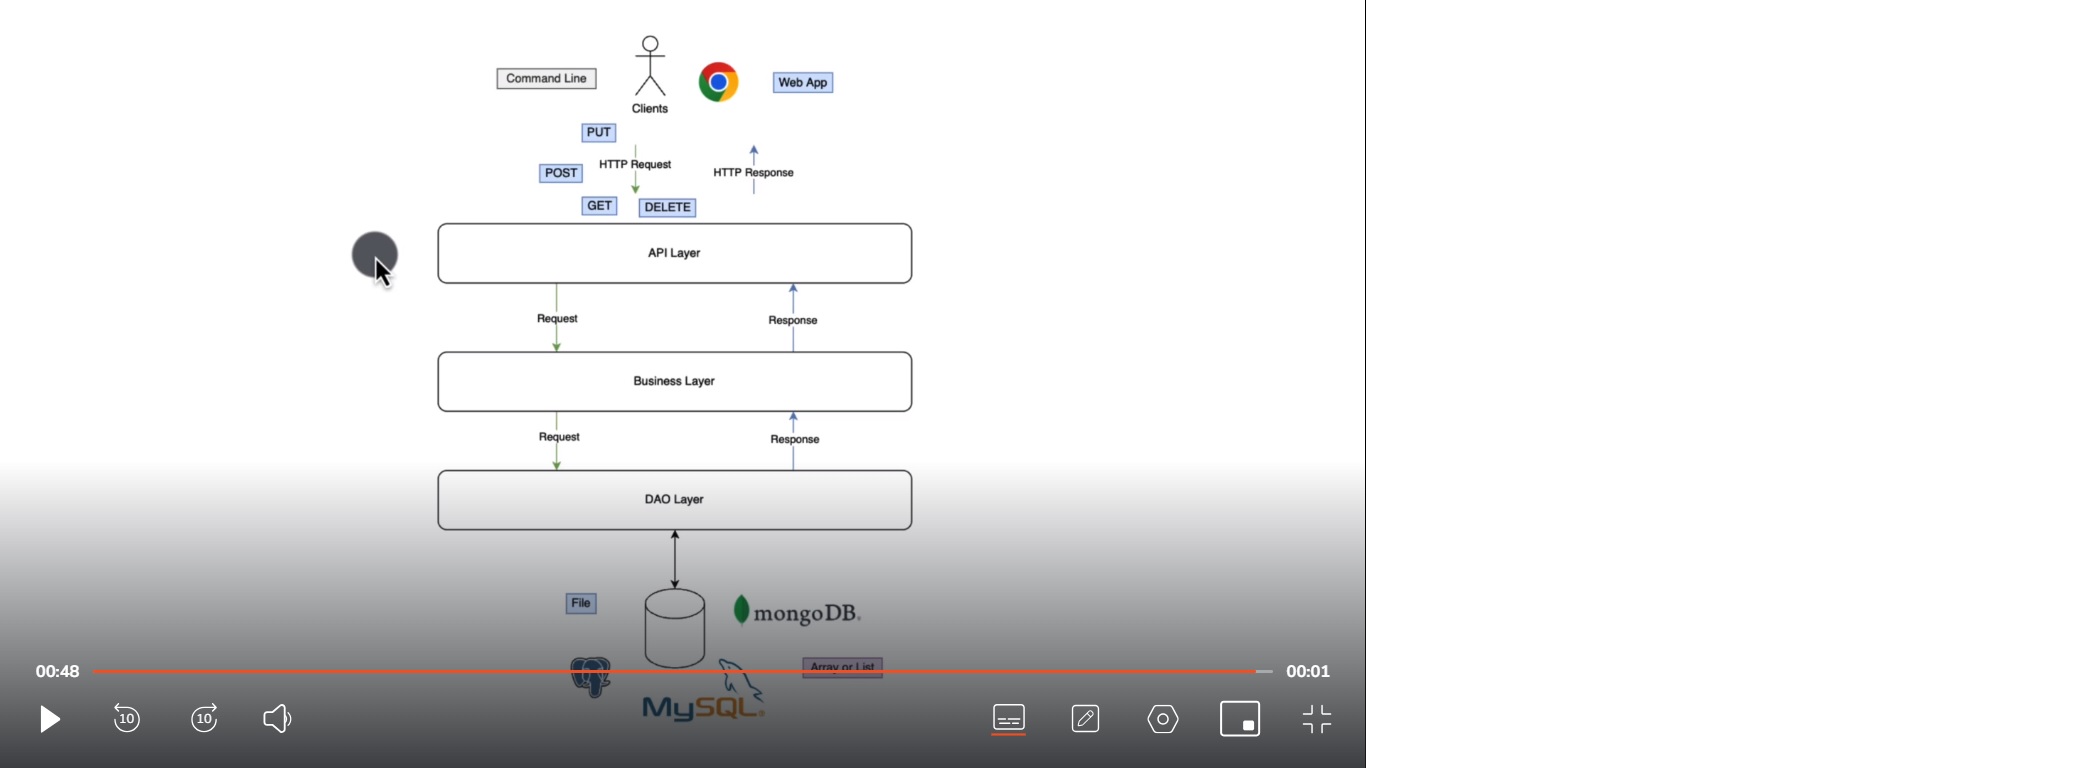 Command Line
Web App
Clients
PUT
HTTP Request
HTTP Response
POST
GET
DELETE
API Layer
Request
Response
Business Layer
Request
Response
DAO Layer
File
mongoDB.
Array or List
MySQL
00:48
00:01
10
10